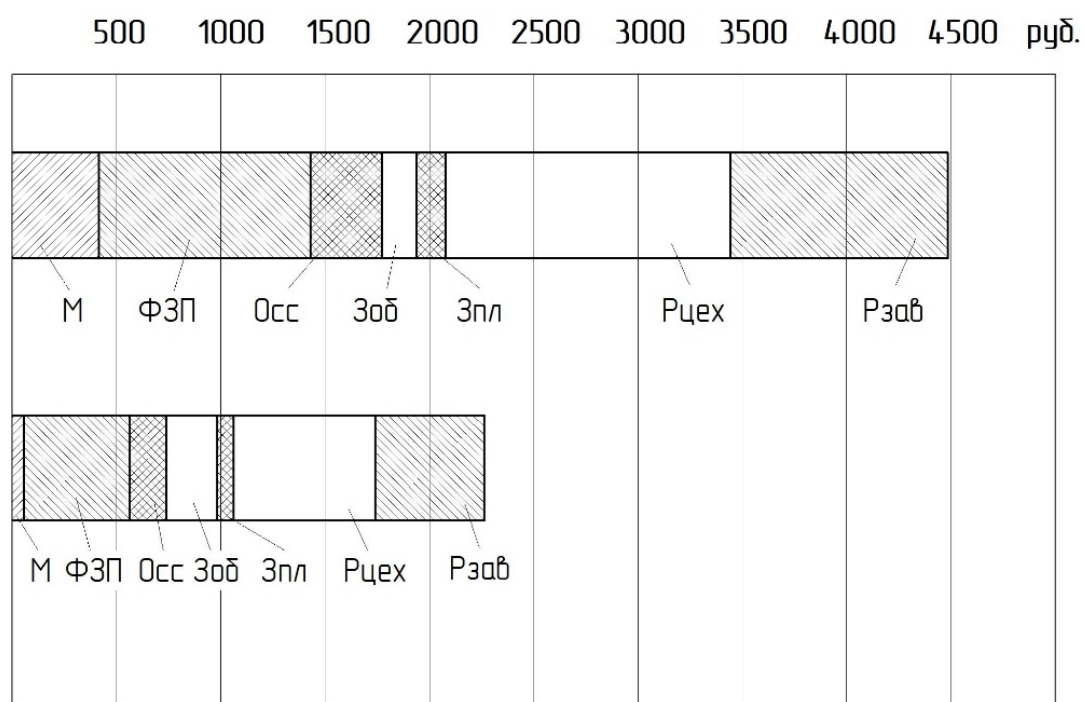 500 1000 1500 2000 2500 3000 3500 4000 4500 руб.
М ФЗП Осс Зоб Зпл Рцех Рзав
М ФЗП Осс Зоб Зпл Рцех Рзав